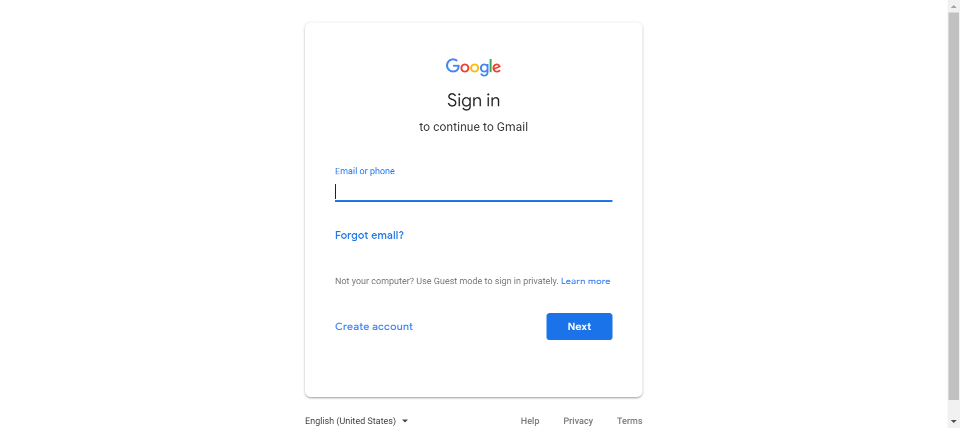 Google
Sign in
to continue to Gmail
Email or phone
Forgot email?
Not your computer? Use Guest mode to sign in privately. Learn more
Create account
Next
English (United States)
Help
Privacy
Terms